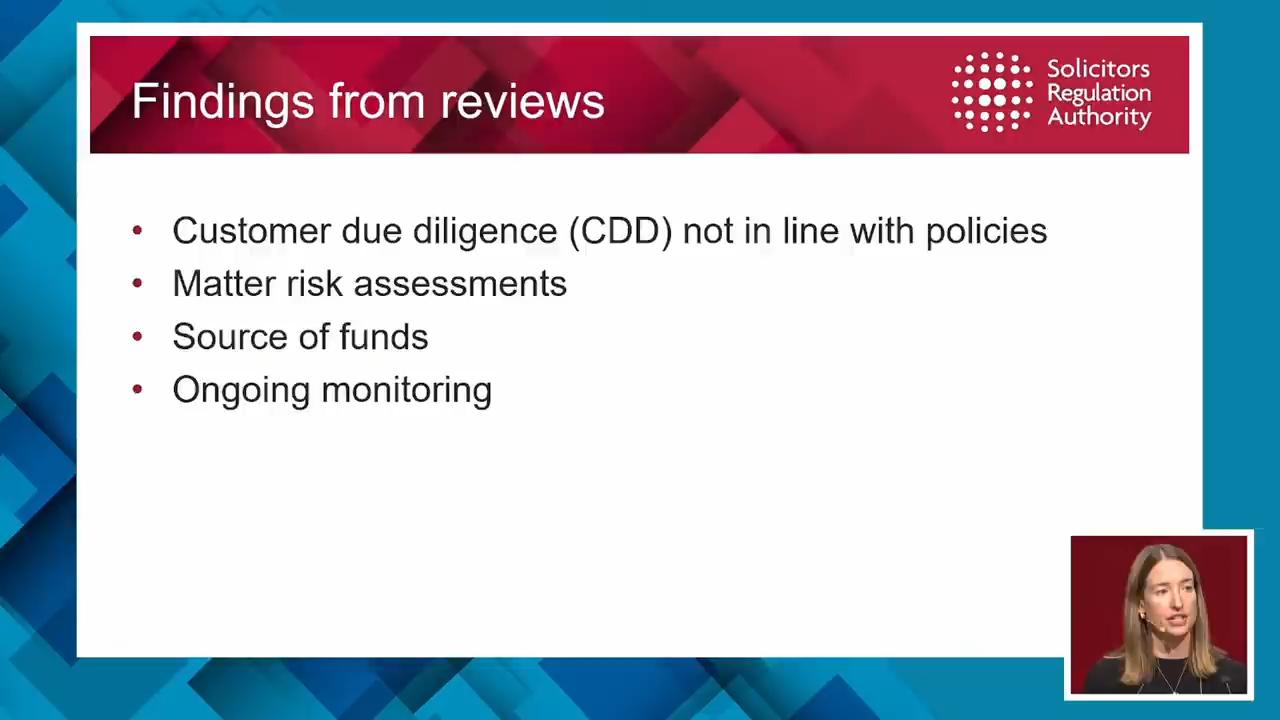 Findings from reviews
Solicitors
Regulation
Authority
• Customer due diligence (CDD) not in line with policies
• Matter risk assessments
• Source of funds
• Ongoing monitoring